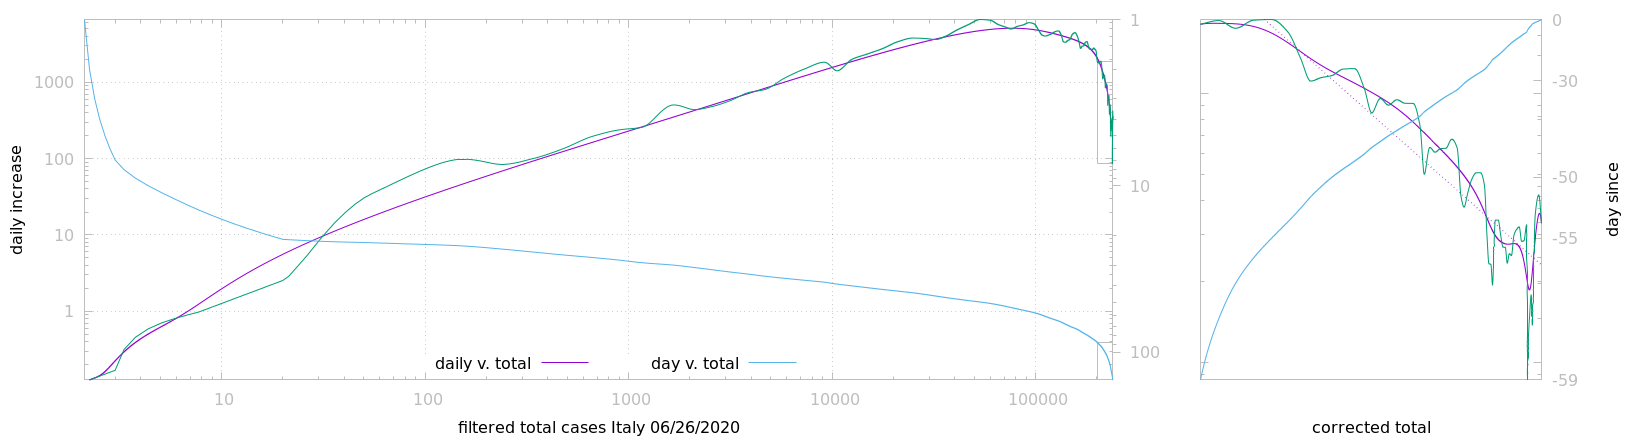 1000
100
10
1
daily increase
1
10
100
daily v. total
day v. total
10
100
1000
10000
100000
filtered total cases Italy 06/26/2020
0
-30
-50
-55
-59
day since
corrected total